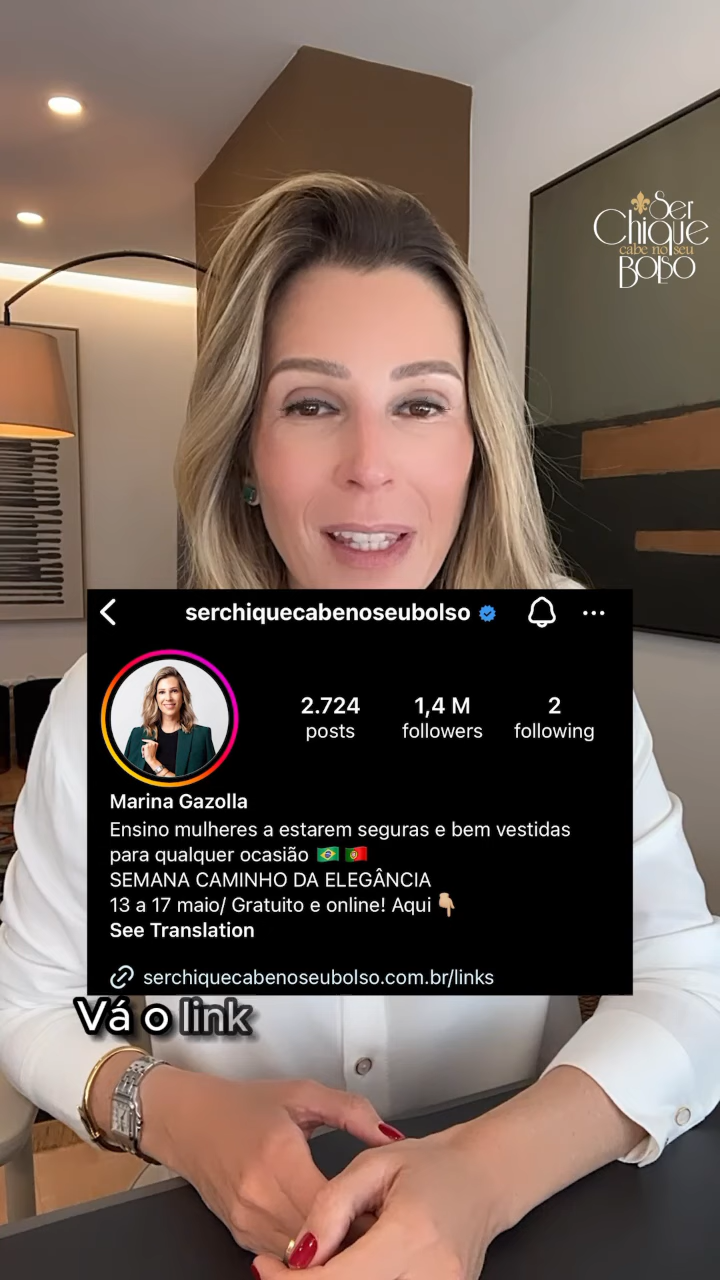 Ser
Chique
cabe no seu
Bolso
serchiquecabenoseubolso
2.724
posts
1,4 M
followers
2
following
Marina Gazolla
Ensino mulheres a estarem seguras e bem vestidas
para qualquer ocasião 🇧🇷 🇵🇹
SEMANA CAMINHO DA ELEGÂNCIA
13 a 17 maio/ Gratuito e online! Aqui 👇🏼
See Translation
serchiquecabenoseubolso.com.br/links
Vá o link